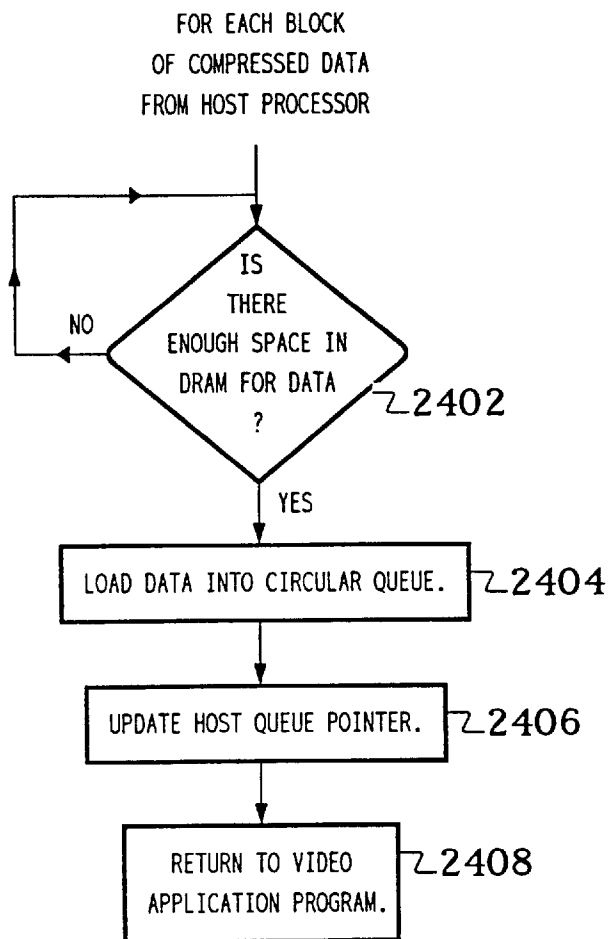 FOR EACH BLOCK
OF COMPRESSED DATA
FROM HOST PROCESSOR
IS
THERE
ENOUGH SPACE IN
DRAM FOR DATA
?
NO
2402
YES
LOAD DATA INTO CIRCULAR QUEUE.
2404
UPDATE HOST QUEUE POINTER.
2406
RETURN TO VIDEO
APPLICATION PROGRAM.
2408